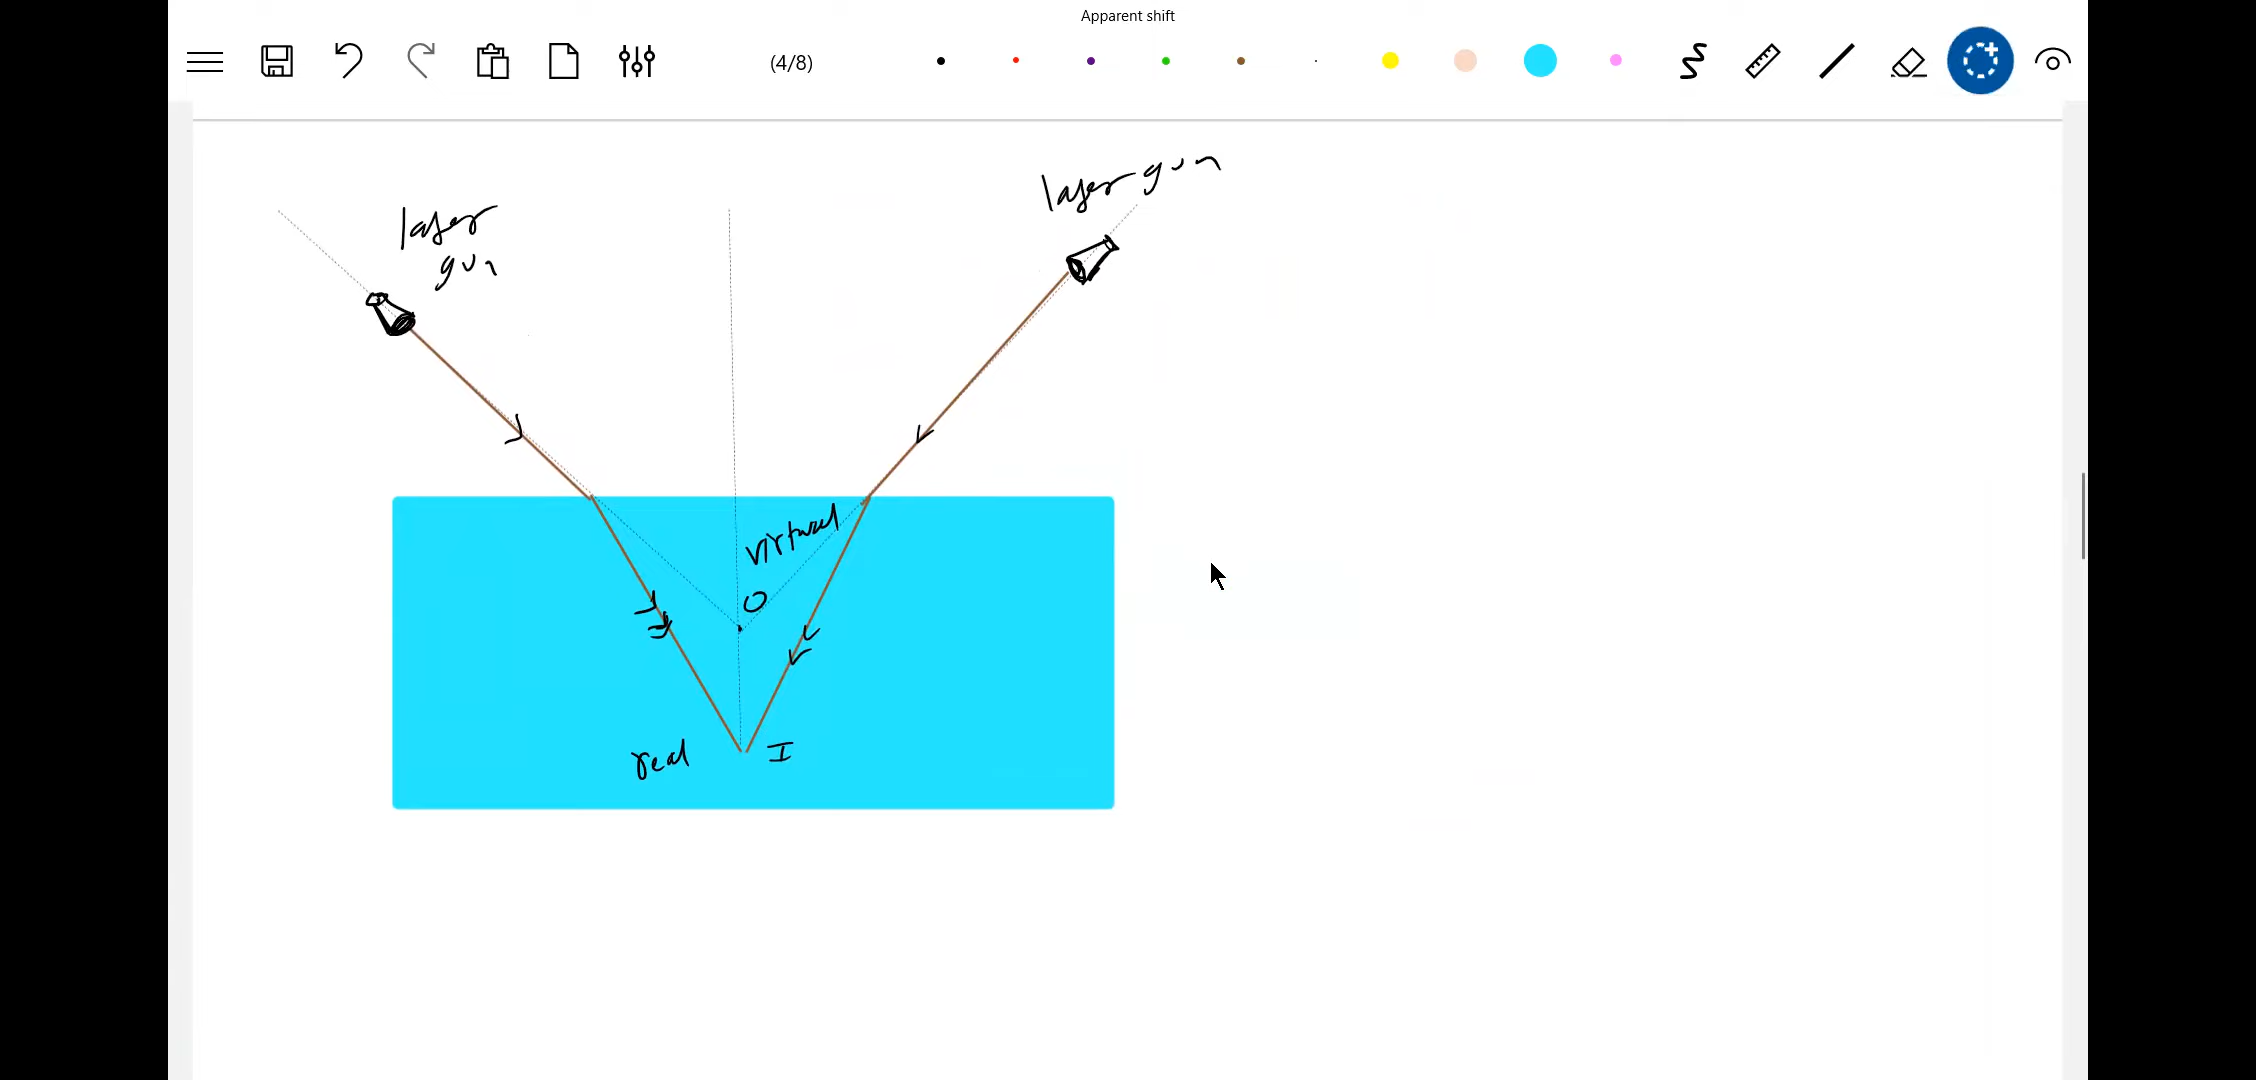 Apparent shift
(4/8)
laser gun
laser
gun
virtual
O
real
I